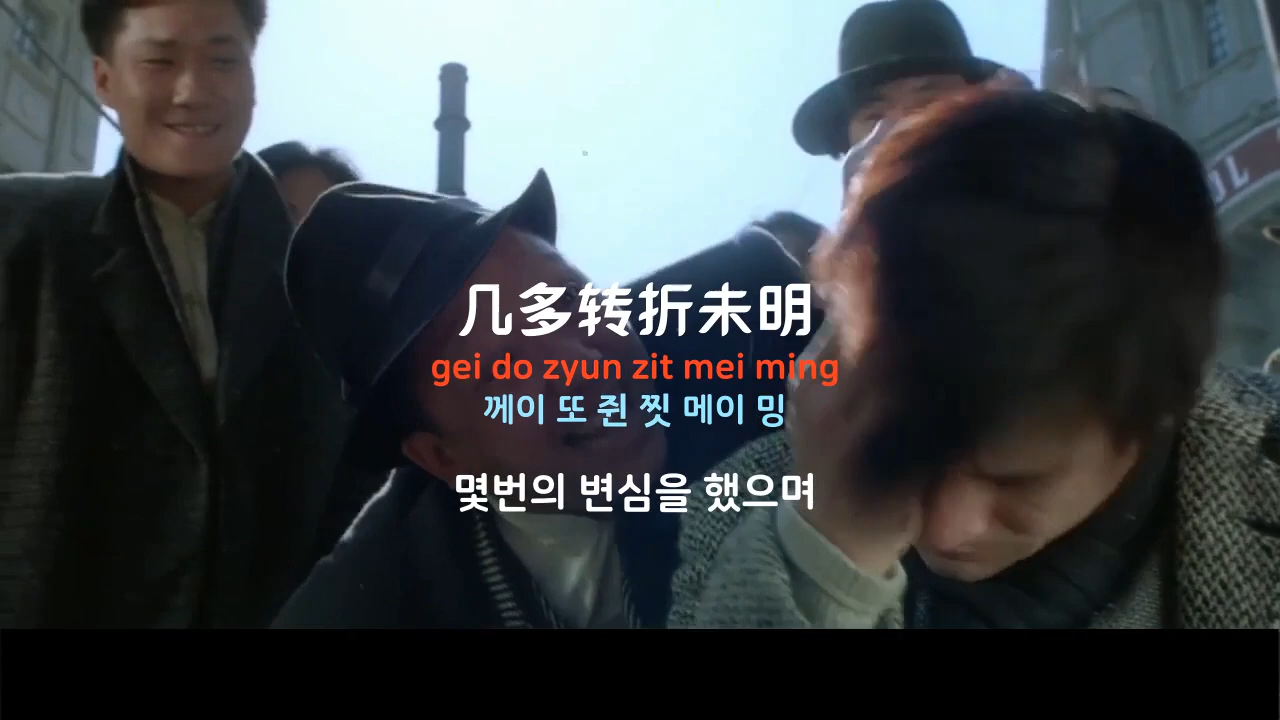 几多转折未明
gei do zyun zit mei ming
께이 또 쥔 찟 메이 밍
몇번의 변심을 했으며